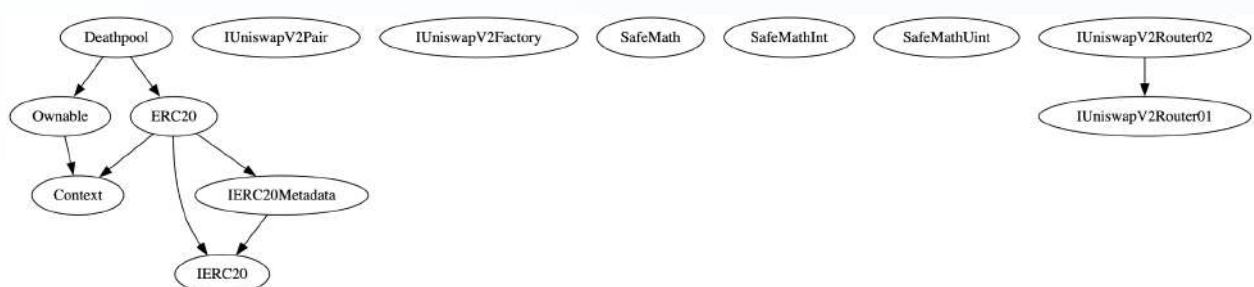 Deathpool IUniswapV2Pair IUniswapV2Factory SafeMath SafeMathInt SafeMathUint IUniswapV2Router02
Ownable ERC20 IUniswapV2Router01
Context IERC20Metadata
IERC20